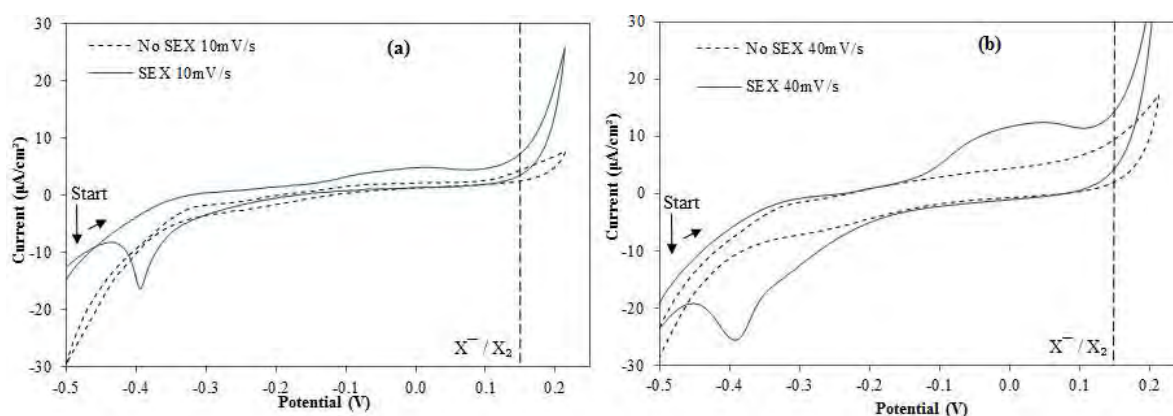 30
20
10
0
-10
-20
-30
Current (µA/cm²)
No SEX 10mV/s
SEX 10mV/s
(a)
Start
X⁻ / X₂
-0.5
-0.4
-0.3
-0.2
-0.1
0.0
0.1
0.2
Potential (V)
30
20
10
0
-10
-20
-30
Current (µA/cm²)
No SEX 40mV/s
SEX 40mV/s
(b)
Start
X⁻ / X₂
-0.5
-0.4
-0.3
-0.2
-0.1
0.0
0.1
0.2
Potential (V)